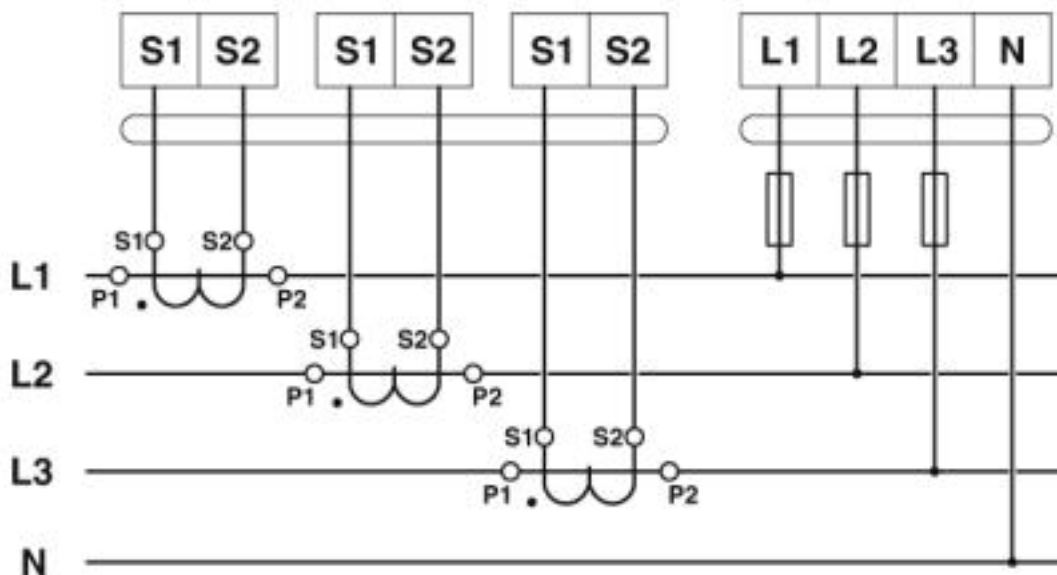 S1 S2 S1 S2 S1 S2 L1 L2 L3 N
S1 S2
L1
P1 P2
S1 S2
L2
P1 P2
S1 S2
L3
P1 P2
N